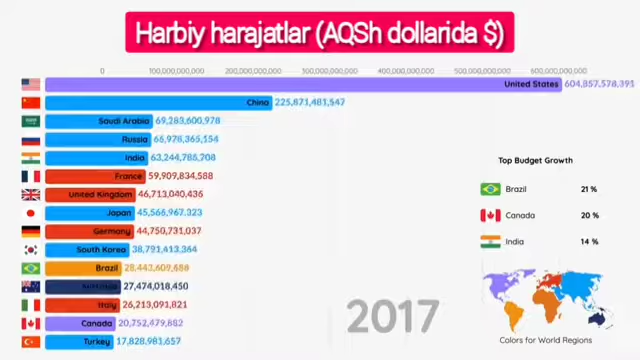 Harbiy harajatlar (AQSh dollarida $)
0 100,000,000,000 200,000,000,000 300,000,000,000 400,000,000,000 500,000,000,000 600,000,000,000
United States 604,857,578,391
China 225,871,481,547
Saudi Arabia 69,283,600,978
Russia 66,978,365,154
India 63,244,785,708
France 59,909,834,588
United Kingdom 46,713,040,436
Japan 45,566,967,323
Germany 44,750,731,037
South Korea 38,791,413,364
Brazil 28,443,609,688
27,474,018,450
Italy 26,213,091,821
Canada 20,752,479,882
Turkey 17,828,981,657
Top Budget Growth
Brazil 21 %
Canada 20 %
India 14 %
2017
Colors for World Regions